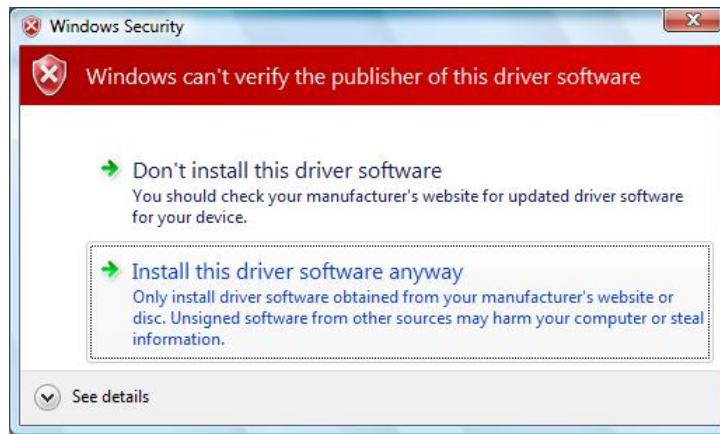 Windows Security
Windows can't verify the publisher of this driver software
Don't install this driver software
You should check your manufacturer's website for updated driver software
for your device.
Install this driver software anyway
Only install driver software obtained from your manufacturer's website or
disc. Unsigned software from other sources may harm your computer or steal
information.
See details